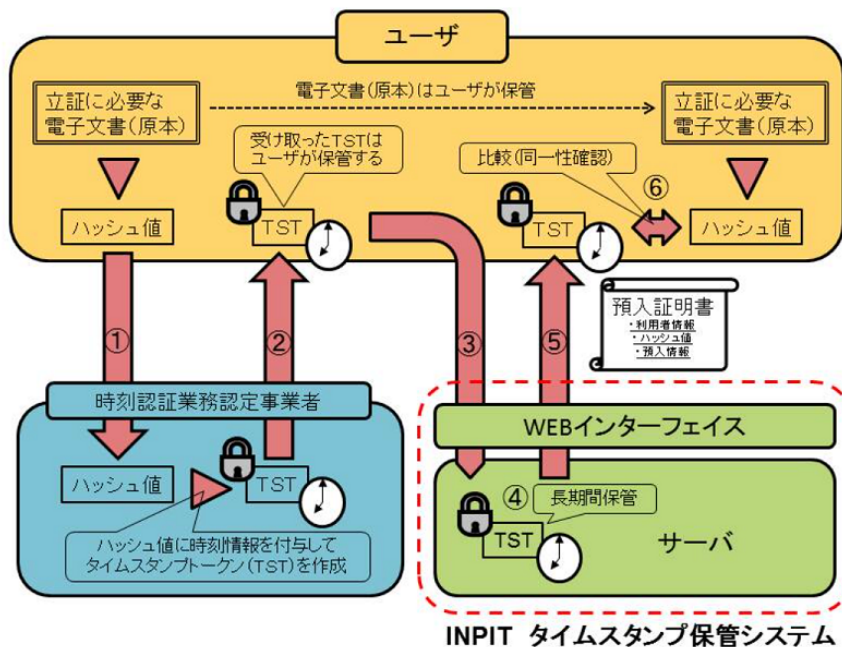 ユーザ
立証に必要な
電子文書(原本)
電子文書(原本)はユーザが保管
立証に必要な
電子文書(原本)
受け取ったTSTは
ユーザが保管する
比較(同一性確認)
⑥
ハッシュ値
TST
TST
ハッシュ値
①
②
③
⑤
預入証明書
・利用者情報
・ハッシュ値
・預入情報
時刻認証業務認定事業者
WEBインターフェイス
ハッシュ値
TST
④
長期間保管
TST
サーバ
ハッシュ値に時刻情報を付与して
タイムスタンプトークン(TST)を作成
INPIT タイムスタンプ保管システム